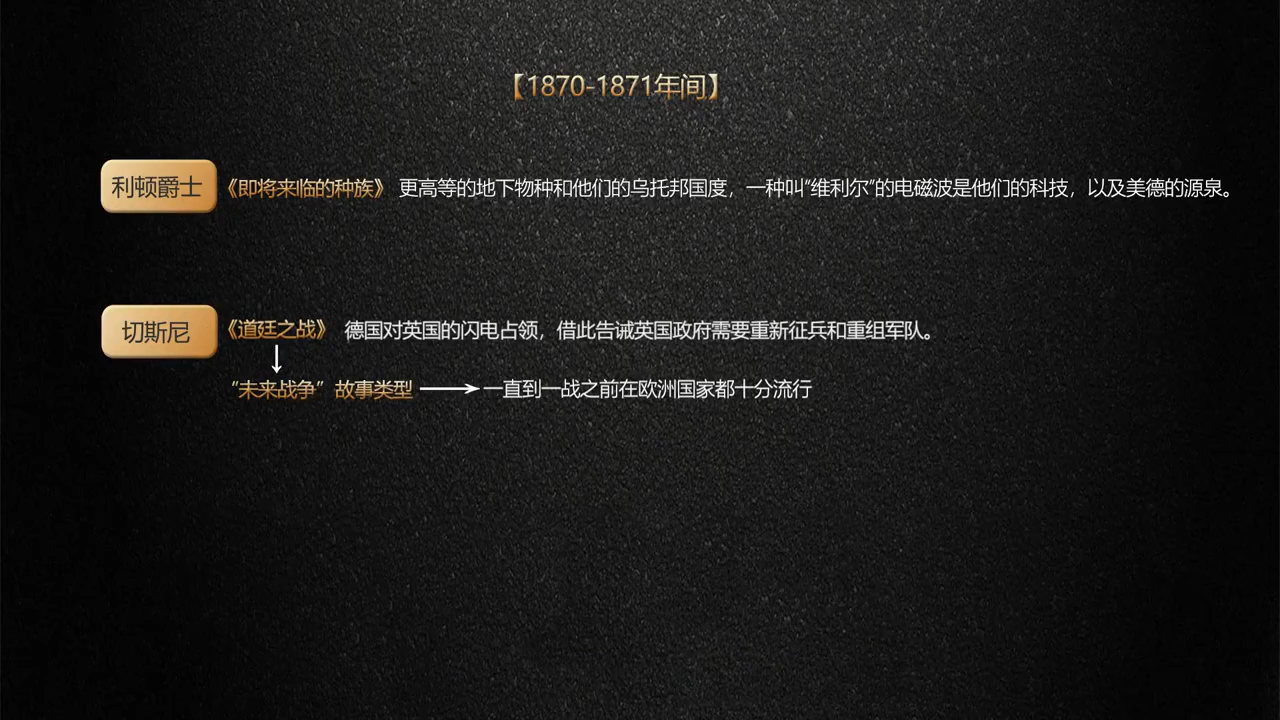 【1870-1871年间】
利顿爵士 《即将来临的种族》 更高等的地下物种和他们的乌托邦国度，一种叫“维利尔”的电磁波是他们的科技，以及美德的源泉。
切斯尼 《道廷之战》 德国对英国的闪电占领，借此告诫英国政府需要重新征兵和重组军队。
“未来战争” 故事类型 一直到一战之前在欧洲国家都十分流行